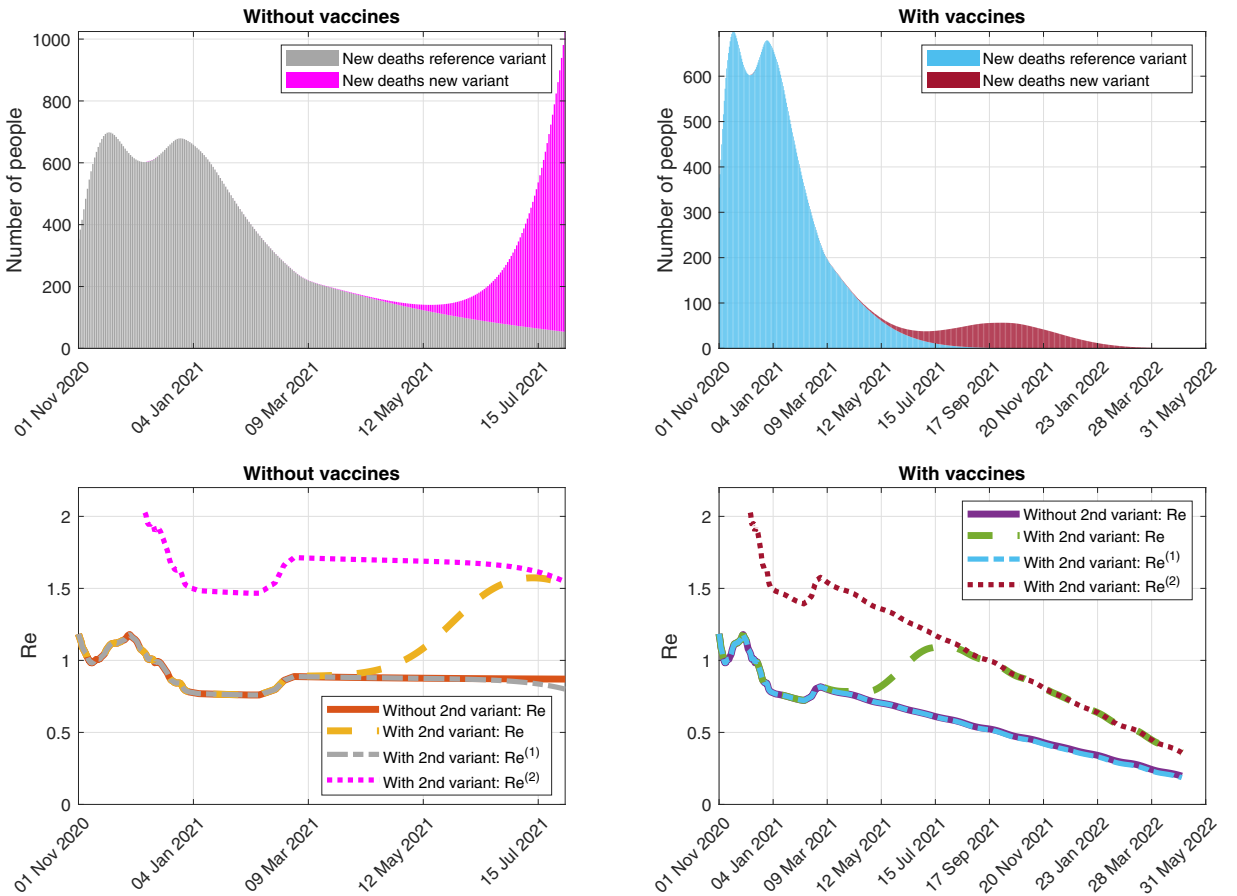 Without vaccines
Number of people
1000
800
600
400
200
0
New deaths reference variant
New deaths new variant
01 Nov 2020
04 Jan 2021
09 Mar 2021
12 May 2021
15 Jul 2021
With vaccines
Number of people
600
500
400
300
200
100
0
New deaths reference variant
New deaths new variant
01 Nov 2020
04 Jan 2021
09 Mar 2021
12 May 2021
15 Jul 2021
17 Sep 2021
20 Nov 2021
23 Jan 2022
28 Mar 2022
31 May 2022
Without vaccines
Re
2
1.5
1
0.5
0
Without 2nd variant: Re
With 2nd variant: Re
With 2nd variant: Re(1)
With 2nd variant: Re(2)
01 Nov 2020
04 Jan 2021
09 Mar 2021
12 May 2021
15 Jul 2021
With vaccines
Re
2
1.5
1
0.5
0
Without 2nd variant: Re
With 2nd variant: Re
With 2nd variant: Re(1)
With 2nd variant: Re(2)
01 Nov 2020
04 Jan 2021
09 Mar 2021
12 May 2021
15 Jul 2021
17 Sep 2021
20 Nov 2021
23 Jan 2022
28 Mar 2022
31 May 2022